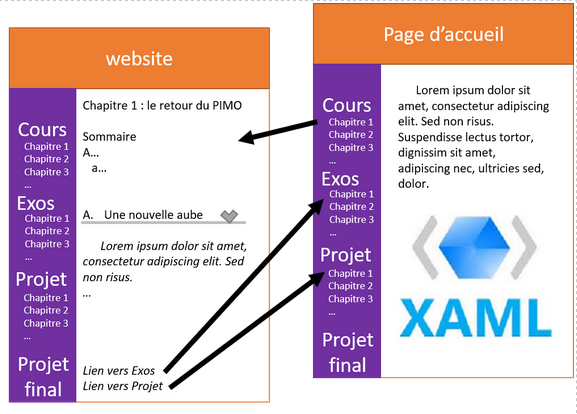 website
Cours
Chapitre 1
Chapitre 2
Chapitre 3
...
Exos
Chapitre 1
Chapitre 2
Chapitre 3
...
Projet
Chapitre 1
Chapitre 2
Chapitre 3
...
Projet
final
Chapitre 1 : le retour du PIMO
Sommaire
A...
a...
A. Une nouvelle aube
Lorem ipsum dolor sit amet,
consectetur adipiscing elit. Sed
non risus.
...
Lien vers Exos
Lien vers Projet
Page d’accueil
Cours
Chapitre 1
Chapitre 2
Chapitre 3
...
Exos
Chapitre 1
Chapitre 2
Chapitre 3
...
Projet
Chapitre 1
Chapitre 2
Chapitre 3
...
Projet
final
Lorem ipsum dolor sit
amet, consectetur adipiscing
elit. Sed non risus.
Suspendisse lectus tortor,
dignissim sit amet,
adipiscing nec, ultricies sed,
dolor.
XAML